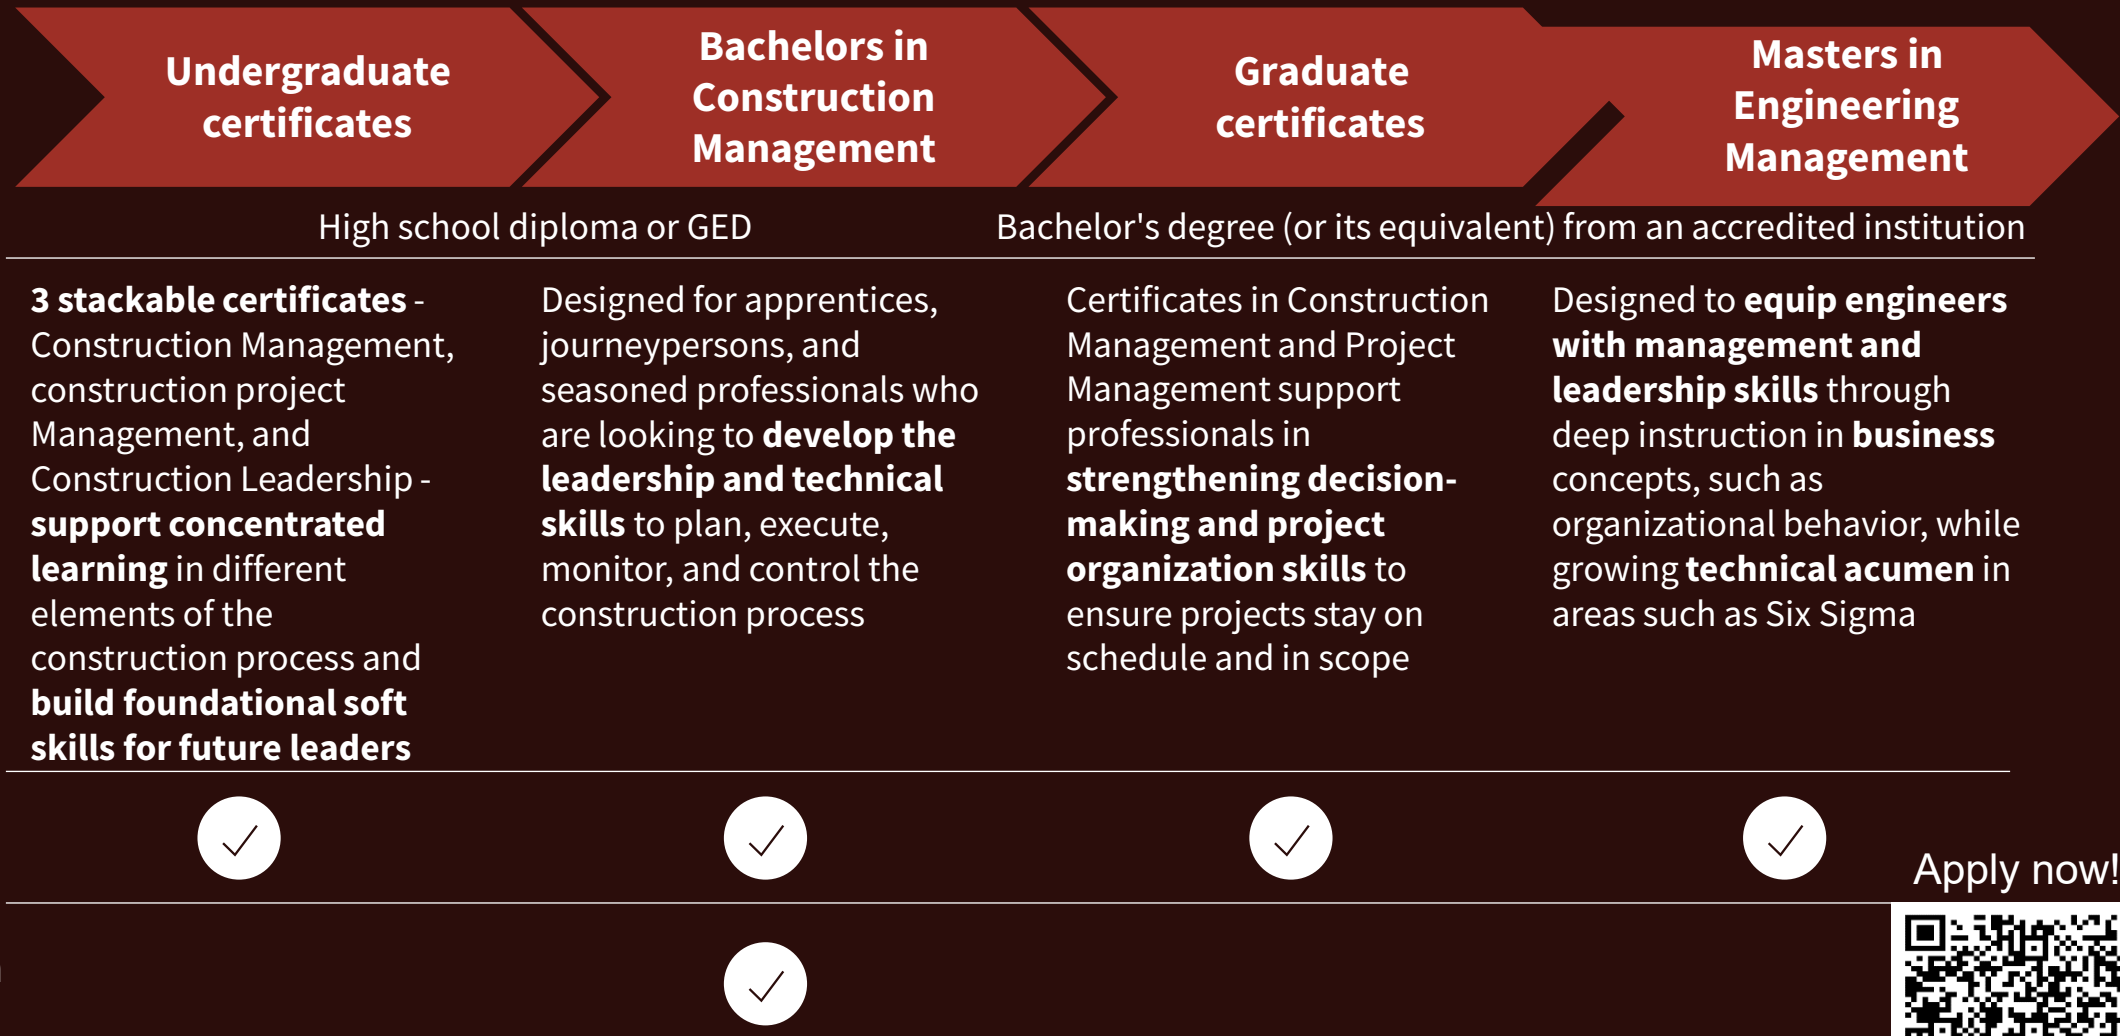 Undergraduate
certificates
Bachelors in
Construction
Management
Graduate
certificates
Masters in
Engineering
Management
High school diploma or GED
Bachelor's degree (or its equivalent) from an accredited institution
3 stackable certificates -
Construction Management,
construction project
Management, and
Construction Leadership -
support concentrated
learning in different
elements of the
construction process and
build foundational soft
skills for future leaders
Designed for apprentices,
journeypersons, and
seasoned professionals who
are looking to develop the
leadership and technical
skills to plan, execute,
monitor, and control the
construction process
Certificates in Construction
Management and Project
Management support
professionals in
strengthening decision-
making and project
organization skills to
ensure projects stay on
schedule and in scope
Designed to equip engineers
with management and
leadership skills through
deep instruction in business
concepts, such as
organizational behavior, while
growing technical acumen in
areas such as Six Sigma
Apply now!